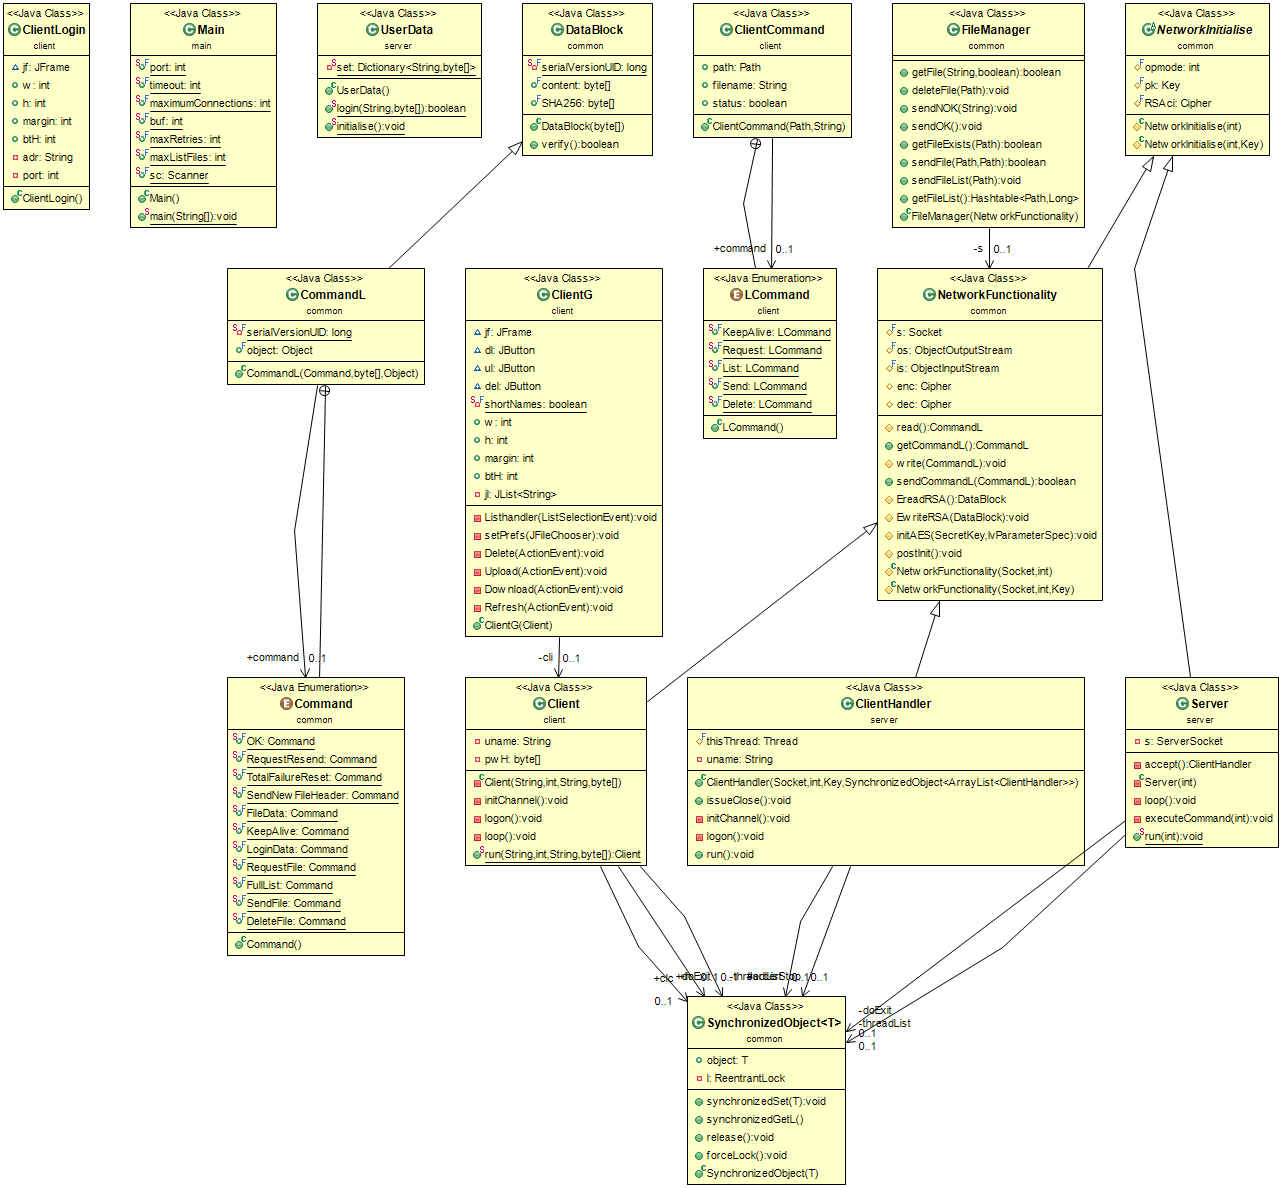 <<Java Class>>
ClientLogin
client
jf: JFrame
w: int
h: int
margin: int
btH: int
adr: String
port: int
ClientLogin()
<<Java Class>>
Main
main
port: int
timeout: int
maximumConnections: int
buf: int
maxRetries: int
maxListFiles: int
sc: Scanner
Main()
main(String[]):void
<<Java Class>>
UserData
server
set: Dictionary<String,byte[]>
UserData()
login(String,byte[]):boolean
initialise():void
<<Java Class>>
DataBlock
common
serialVersionUID: long
content: byte[]
SHA256: byte[]
DataBlock(byte[])
verify():boolean
<<Java Class>>
ClientCommand
client
path: Path
filename: String
status: boolean
ClientCommand(Path,String)
<<Java Class>>
FileManager
common
getFile(String,boolean):boolean
deleteFile(Path):void
sendNOK(String):void
sendOK():void
getFileExists(Path):boolean
sendFile(Path,Path):boolean
sendFileList(Path):void
getFileList():Hashtable<Path,Long>
FileManager(NetworkFunctionality)
<<Java Class>>
NetworkInitialise
common
opmode: int
pk: Key
RSAci: Cipher
NetworkInitialise(int)
NetworkInitialise(int,Key)
+command
0..1
-s
0..1
<<Java Class>>
CommandL
common
serialVersionUID: long
object: Object
CommandL(Command,byte[],Object)
<<Java Class>>
ClientG
client
jf: JFrame
dl: JButton
ul: JButton
del: JButton
shortNames: boolean
w: int
h: int
margin: int
btH: int
jl: JList<String>
Listhandler(ListSelectionEvent):void
setPrefs(JFileChooser):void
Delete(ActionEvent):void
Upload(ActionEvent):void
Download(ActionEvent):void
Refresh(ActionEvent):void
ClientG(Client)
<<Java Enumeration>>
LCommand
client
KeepAlive: LCommand
Request: LCommand
List: LCommand
Send: LCommand
Delete: LCommand
LCommand()
<<Java Class>>
NetworkFunctionality
common
s: Socket
os: ObjectOutputStream
is: ObjectInputStream
enc: Cipher
dec: Cipher
read():CommandL
getCommandL():CommandL
write(CommandL):void
sendCommandL(CommandL):boolean
EreadRSA():DataBlock
EwriteRSA(DataBlock):void
initAES(SecretKey,IvParameterSpec):void
postInit():void
NetworkFunctionality(Socket,int)
NetworkFunctionality(Socket,int,Key)
+command
0..1
-cli
0..1
<<Java Enumeration>>
Command
common
OK: Command
RequestResend: Command
TotalFailureReset: Command
SendNewFileHeader: Command
FileData: Command
KeepAlive: Command
LoginData: Command
RequestFile: Command
FullList: Command
SendFile: Command
DeleteFile: Command
Command()
<<Java Class>>
Client
client
uname: String
pwH: byte[]
Client(String,int,String,byte[])
initChannel():void
logon():void
loop():void
run(String,int,String,byte[]):Client
<<Java Class>>
ClientHandler
server
thisThread: Thread
uname: String
ClientHandler(Socket,int,Key,SynchronizedObject<ArrayList<ClientHandler>>)
issueClose():void
initChannel():void
logon():void
run():void
<<Java Class>>
Server
server
s: ServerSocket
accept():ClientHandler
Server(int)
loop():void
executeCommand(int):void
run(int):void
+clc
0..1
0..1
0..1
-doExit
-threadList
0..1
0..1
<<Java Class>>
SynchronizedObject<T>
common
object: T
l: ReentrantLock
synchronizedSet(T):void
synchronizedGetL()
release():void
forceLock():void
SynchronizedObject(T)